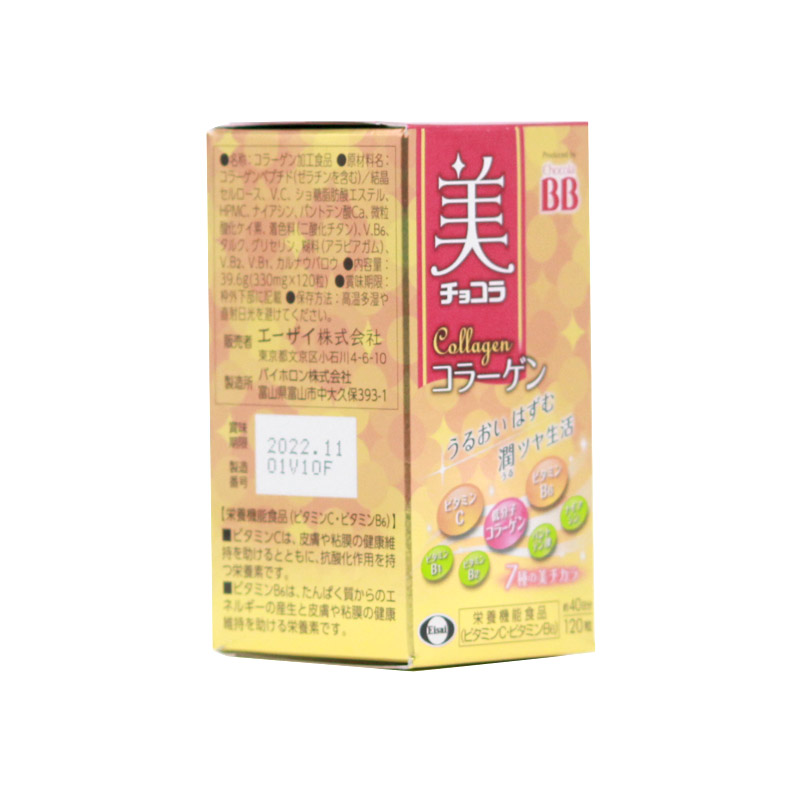 ●名称：コラーゲン加工食品 ●原材料名：
コラーゲンペプチド(ゼラチンを含む)／結晶
セルロース、V.C、ショ糖脂肪酸エステル、
HPMC、ナイアシン、パントテン酸Ca、微粒
酸化ケイ素、着色料(二酸化チタン)、V.B6、
タルク、グリセリン、糊料(アラビアガム)、
V.B2、V.B1、カルナウバロウ ●内容量：
39.6g(330mg×120粒) ●賞味期限：
枠外下部に記載 ●保存方法：高温多湿や
直射日光を避けてください。
販売者 エーザイ株式会社
東京都文京区小石川4-6-10
製造所 バイホロン株式会社
富山県富山市中大久保393-1
賞味
期限
2022.11
製造
番号
01V10F
【栄養機能食品(ビタミンC・ビタミンB6)】
■ビタミンCは、皮膚や粘膜の健康維
持を助けるとともに、抗酸化作用を持
つ栄養素です。
■ビタミンB6は、たんぱく質からのエ
ネルギーの産生と皮膚や粘膜の健康
維持を助ける栄養素です。
Produced by
Chocola
BB
美
チョコラ
Collagen
コラーゲン
うるおい はずむ
潤ツヤ生活
うる
ビタミン
C
ビタミン
B6
低分子
コラーゲン
ビタミン
B1
ビタミン
B2
7種の美チカラ
Eisai
栄養機能食品
(ビタミンC・ビタミンB6)
約40日分
120粒